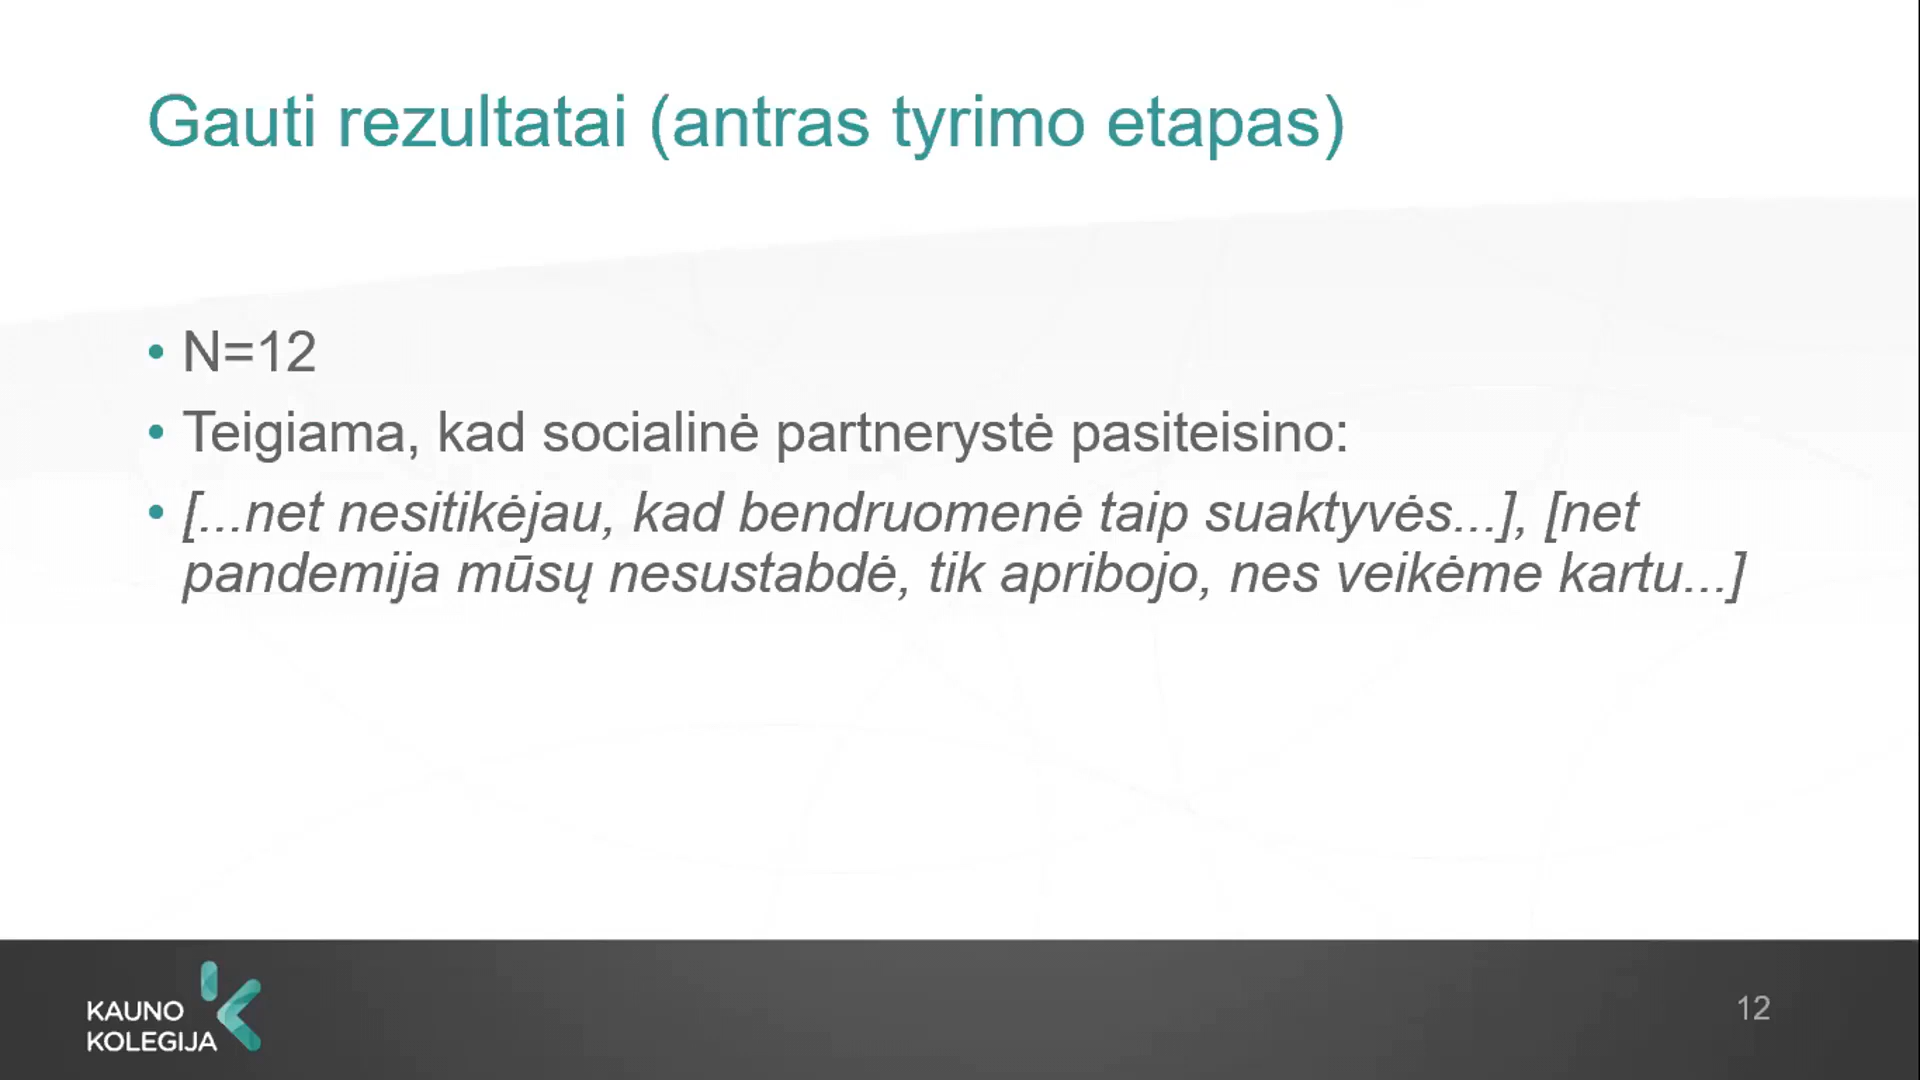 Gauti rezultatai (antras tyrimo etapas)
• N=12
• Teigiama, kad socialinė partnerystė pasiteisino:
• [...net nesitikėjau, kad bendruomenė taip suaktyvės...], [net
pandemija mūsų nesustabdė, tik apribojo, nes veikėme kartu...]
KAUNO
KOLEGIJA
12